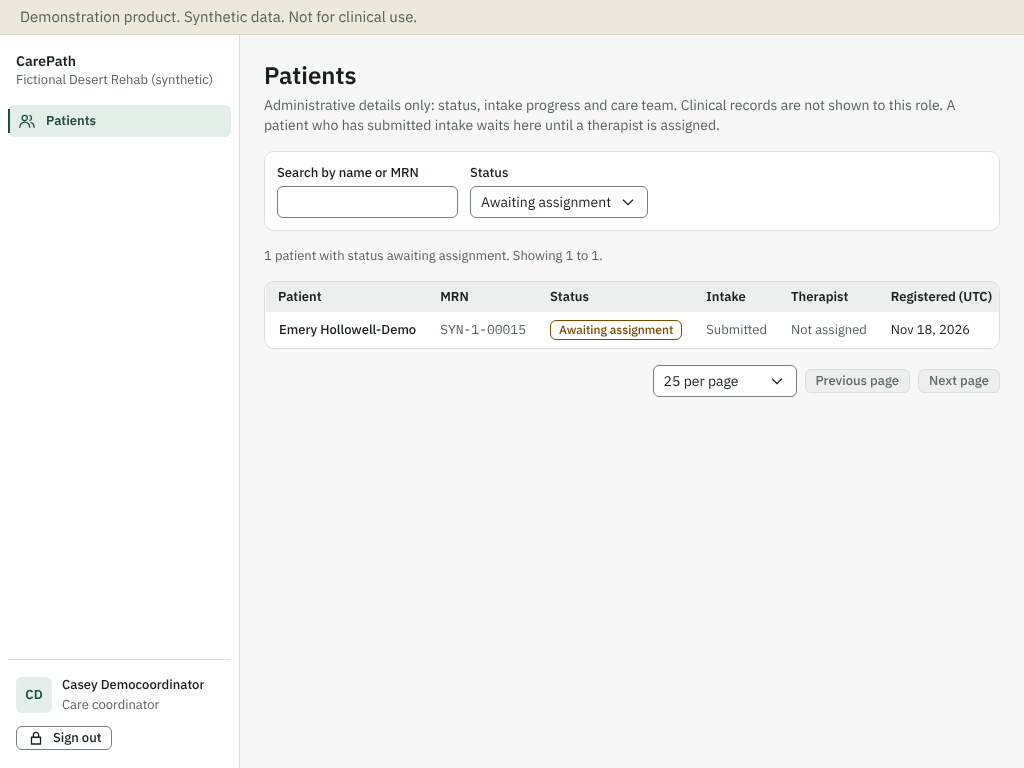 Demonstration product. Synthetic data. Not for clinical use.
CarePath
Fictional Desert Rehab (synthetic)
Patients
Casey Democoordinator
CD
Care coordinator
Sign out
Patients
Administrative details only: status, intake progress and care team. Clinical records are not shown to this role. A
patient who has submitted intake waits here until a therapist is assigned.
Search by name or MRN Status
Awaiting assignment
1 patient with status awaiting assignment. Showing 1 to 1.
Patient MRN Status Intake Therapist Registered (UTC)
Emery Hollowell-Demo SYN-1-00015 Awaiting assignment Submitted Not assigned Nov 18, 2026
25 per page Previous page Next page